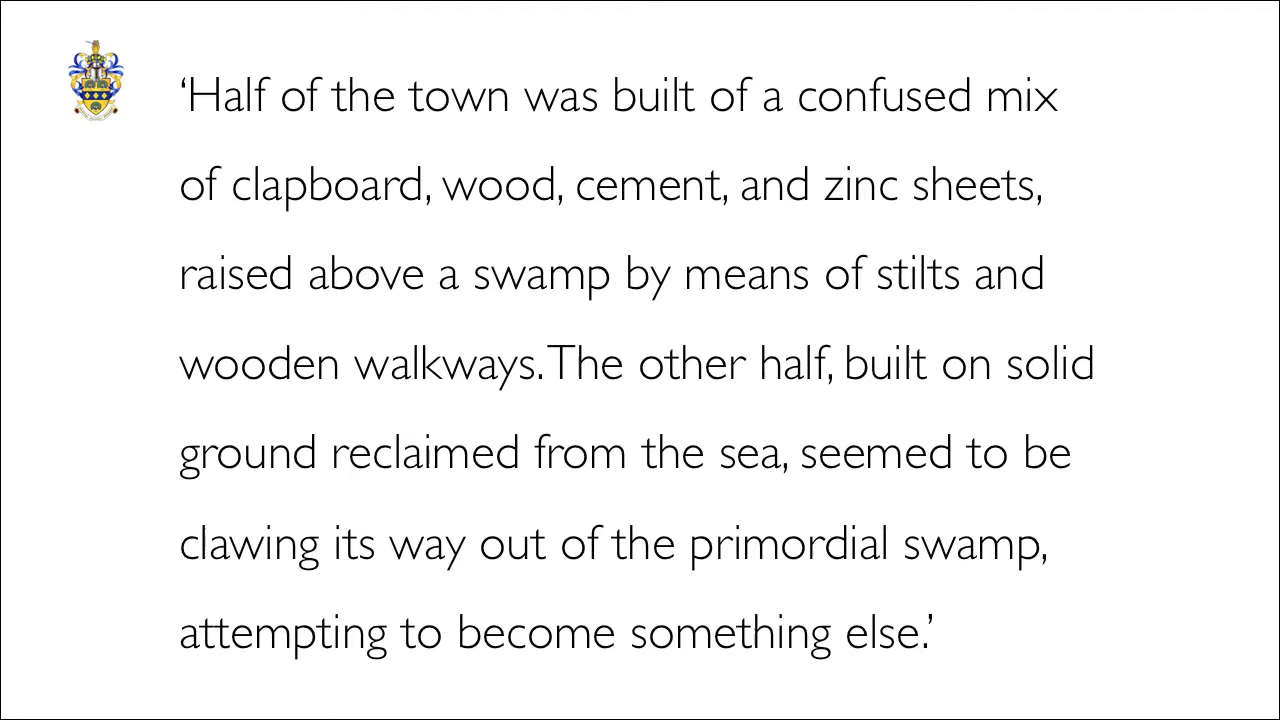 ‘Half of the town was built of a confused mix
of clapboard, wood, cement, and zinc sheets,
raised above a swamp by means of stilts and
wooden walkways. The other half, built on solid
ground reclaimed from the sea, seemed to be
clawing its way out of the primordial swamp,
attempting to become something else.’